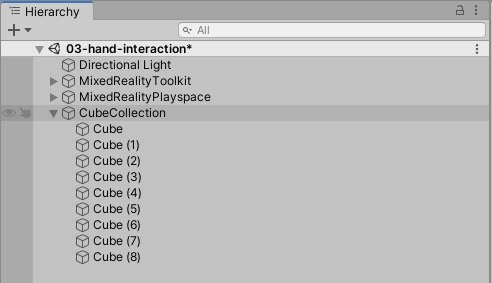 Hierarchy
All
03-hand-interaction*
Directional Light
MixedRealityToolkit
MixedRealityPlayspace
CubeCollection
Cube
Cube (1)
Cube (2)
Cube (3)
Cube (4)
Cube (5)
Cube (6)
Cube (7)
Cube (8)